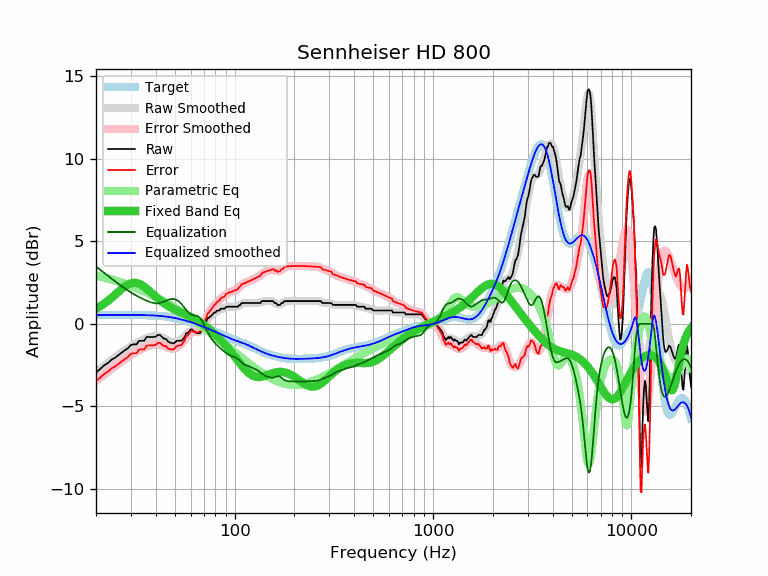 Sennheiser HD 800
Target
Raw Smoothed
Error Smoothed
Raw
Error
Parametric Eq
Fixed Band Eq
Equalization
Equalized smoothed
15
10
5
0
−5
−10
Amplitude (dBr)
100 1000 10000
Frequency (Hz)